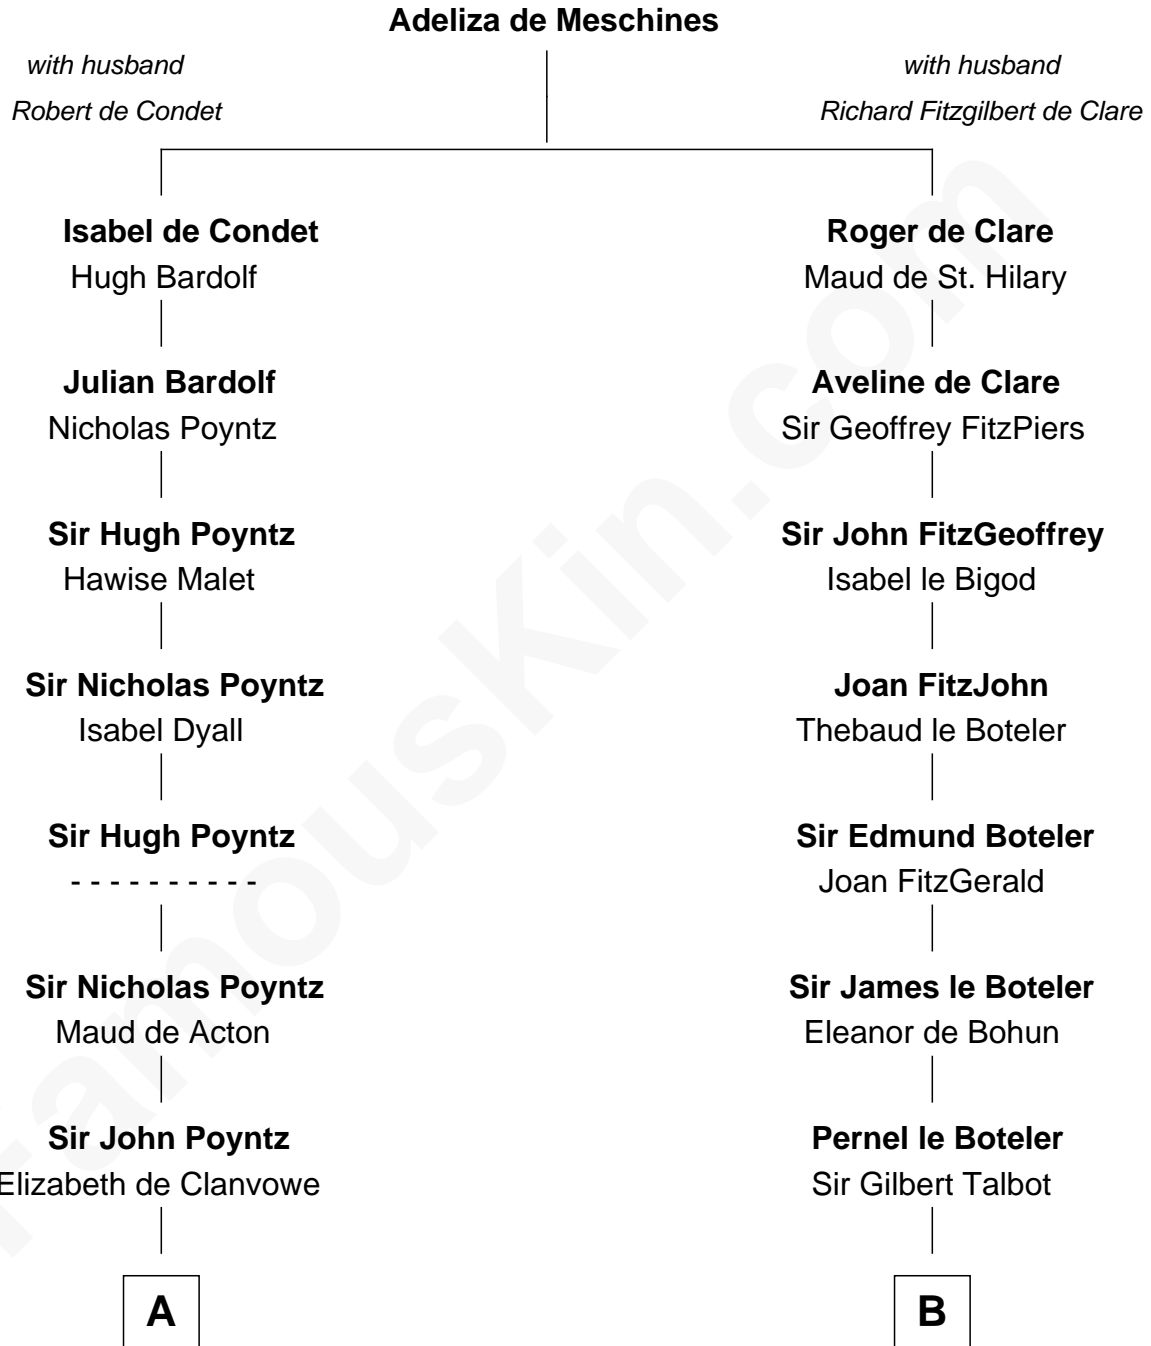 Adeliza de Meschines
with husband
Robert de Condet
with husband
Richard Fitzgilbert de Clare
Isabel de Condet
Hugh Bardolf
Roger de Clare
Maud de St. Hilary
Julian Bardolf
Nicholas Poyntz
Aveline de Clare
Sir Geoffrey FitzPiers
Sir Hugh Poyntz
Hawise Malet
Sir John FitzGeoffrey
Isabel le Bigod
Sir Nicholas Poyntz
Isabel Dyall
Joan FitzJohn
Thebaud le Boteler
Sir Hugh Poyntz
- - - - - - - - - -
Sir Edmund Boteler
Joan FitzGerald
Sir Nicholas Poyntz
Maud de Acton
Sir James le Boteler
Eleanor de Bohun
Sir John Poyntz
Elizabeth de Clanvowe
Pernel le Boteler
Sir Gilbert Talbot
A
B
FamousKin.com